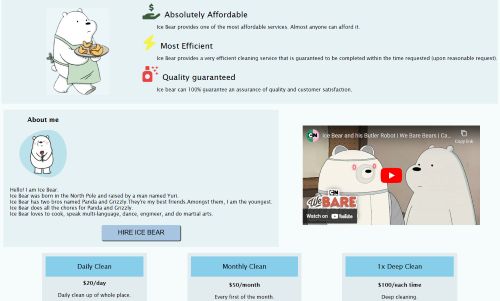 Absolutely Affordable
Ice Bear provides one of the most affordable services. Almost anyone can afford it.
Most Efficient
Ice Bear provides a very efficient cleaning service that is guaranteed to be completed within the time requested (upon reasonable request).
Quality guaranteed
Ice bear can 100% guarantee an assurance of quality and customer satisfaction.
About me
Hello! I am Ice Bear.
Ice Bear was born in the North Pole and raised by a man named Yuri.
Ice Bear has two bros named Panda and Grizzly. They're my best friends.Amongst them, I am the youngest.
Ice Bear does all the chores for Panda and Grizzly.
Ice Bear loves to cook, speak multi-language, dance, engineer, and do martial arts.
HIRE ICE BEAR
CN
Ice Bear and his Butler Robot | We Bare Bears | Ca...
Copy link
CN
We BARE
Watch on YouTube
Daily Clean
$20/day
Daily clean up of whole place.
Monthly Clean
$50/month
Every first of the month.
1x Deep Clean
$100/each time
Deep cleaning.